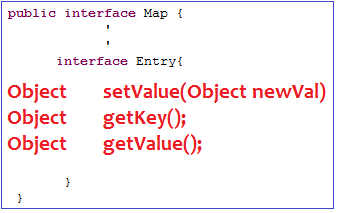 public interface Map {
'
'
interface Entry{
Object setValue(Object newVal)
Object getKey();
Object getValue();
}
}